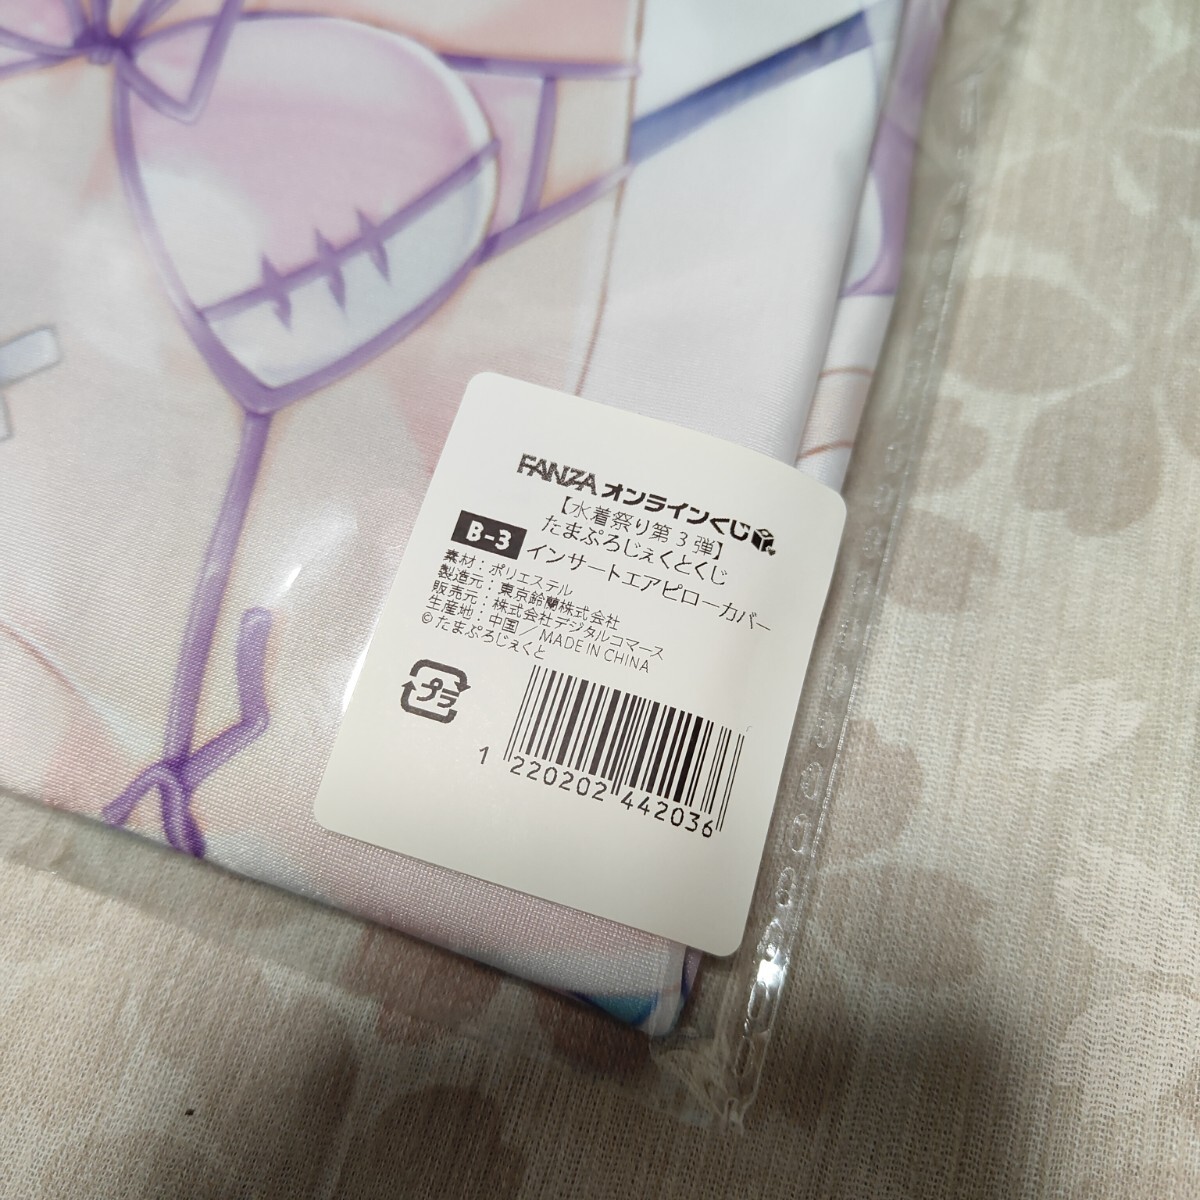 FANZA オンラインくじ
【水着祭り第3弾】
たまぷろじぇくとくじ
B-3 インサートエアピローカバー
素材：ポリエステル
製造元：東京鈴蘭株式会社
販売元：株式会社デジタルコマース
生産地：中国／MADE IN CHINA
©たまぷろじぇくと
プラ
1 220202 442036